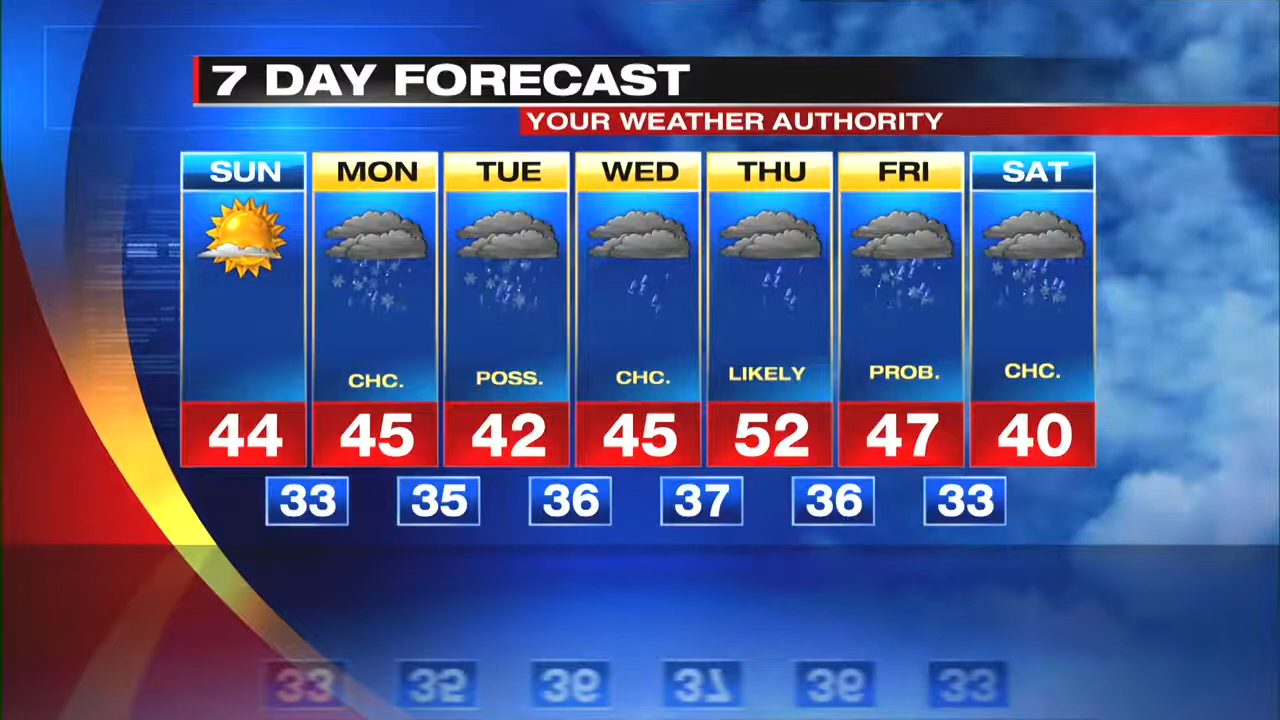 7 DAY FORECAST
YOUR WEATHER AUTHORITY
SUN MON TUE WED THU FRI SAT
CHC. POSS. CHC. LIKELY PROB. CHC.
44 45 42 45 52 47 40
33 35 36 37 36 33